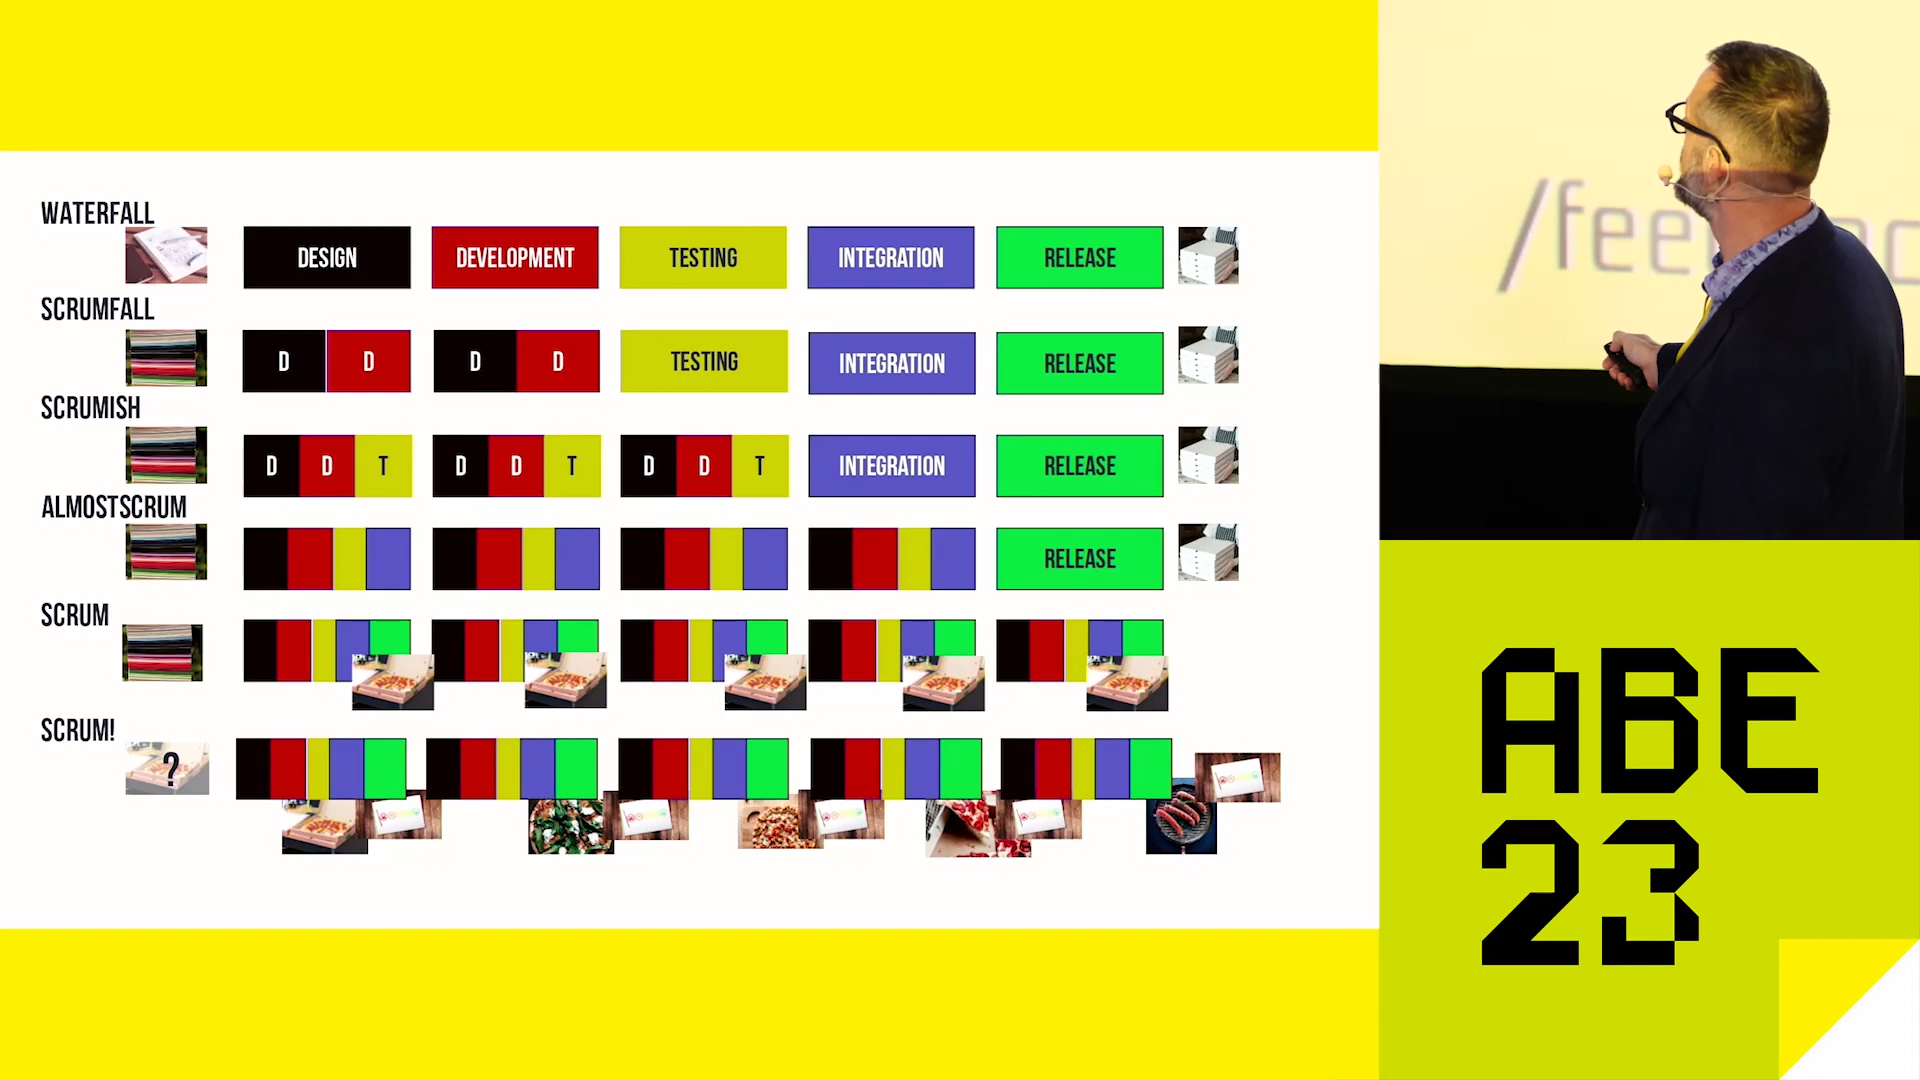 WATERFALL
DESIGN DEVELOPMENT TESTING INTEGRATION RELEASE
SCRUMFALL
D D D D TESTING INTEGRATION RELEASE
SCRUMISH
D D T D D T D D T INTEGRATION RELEASE
ALMOSTSCRUM
RELEASE
SCRUM
SCRUM!
?
ABE
23